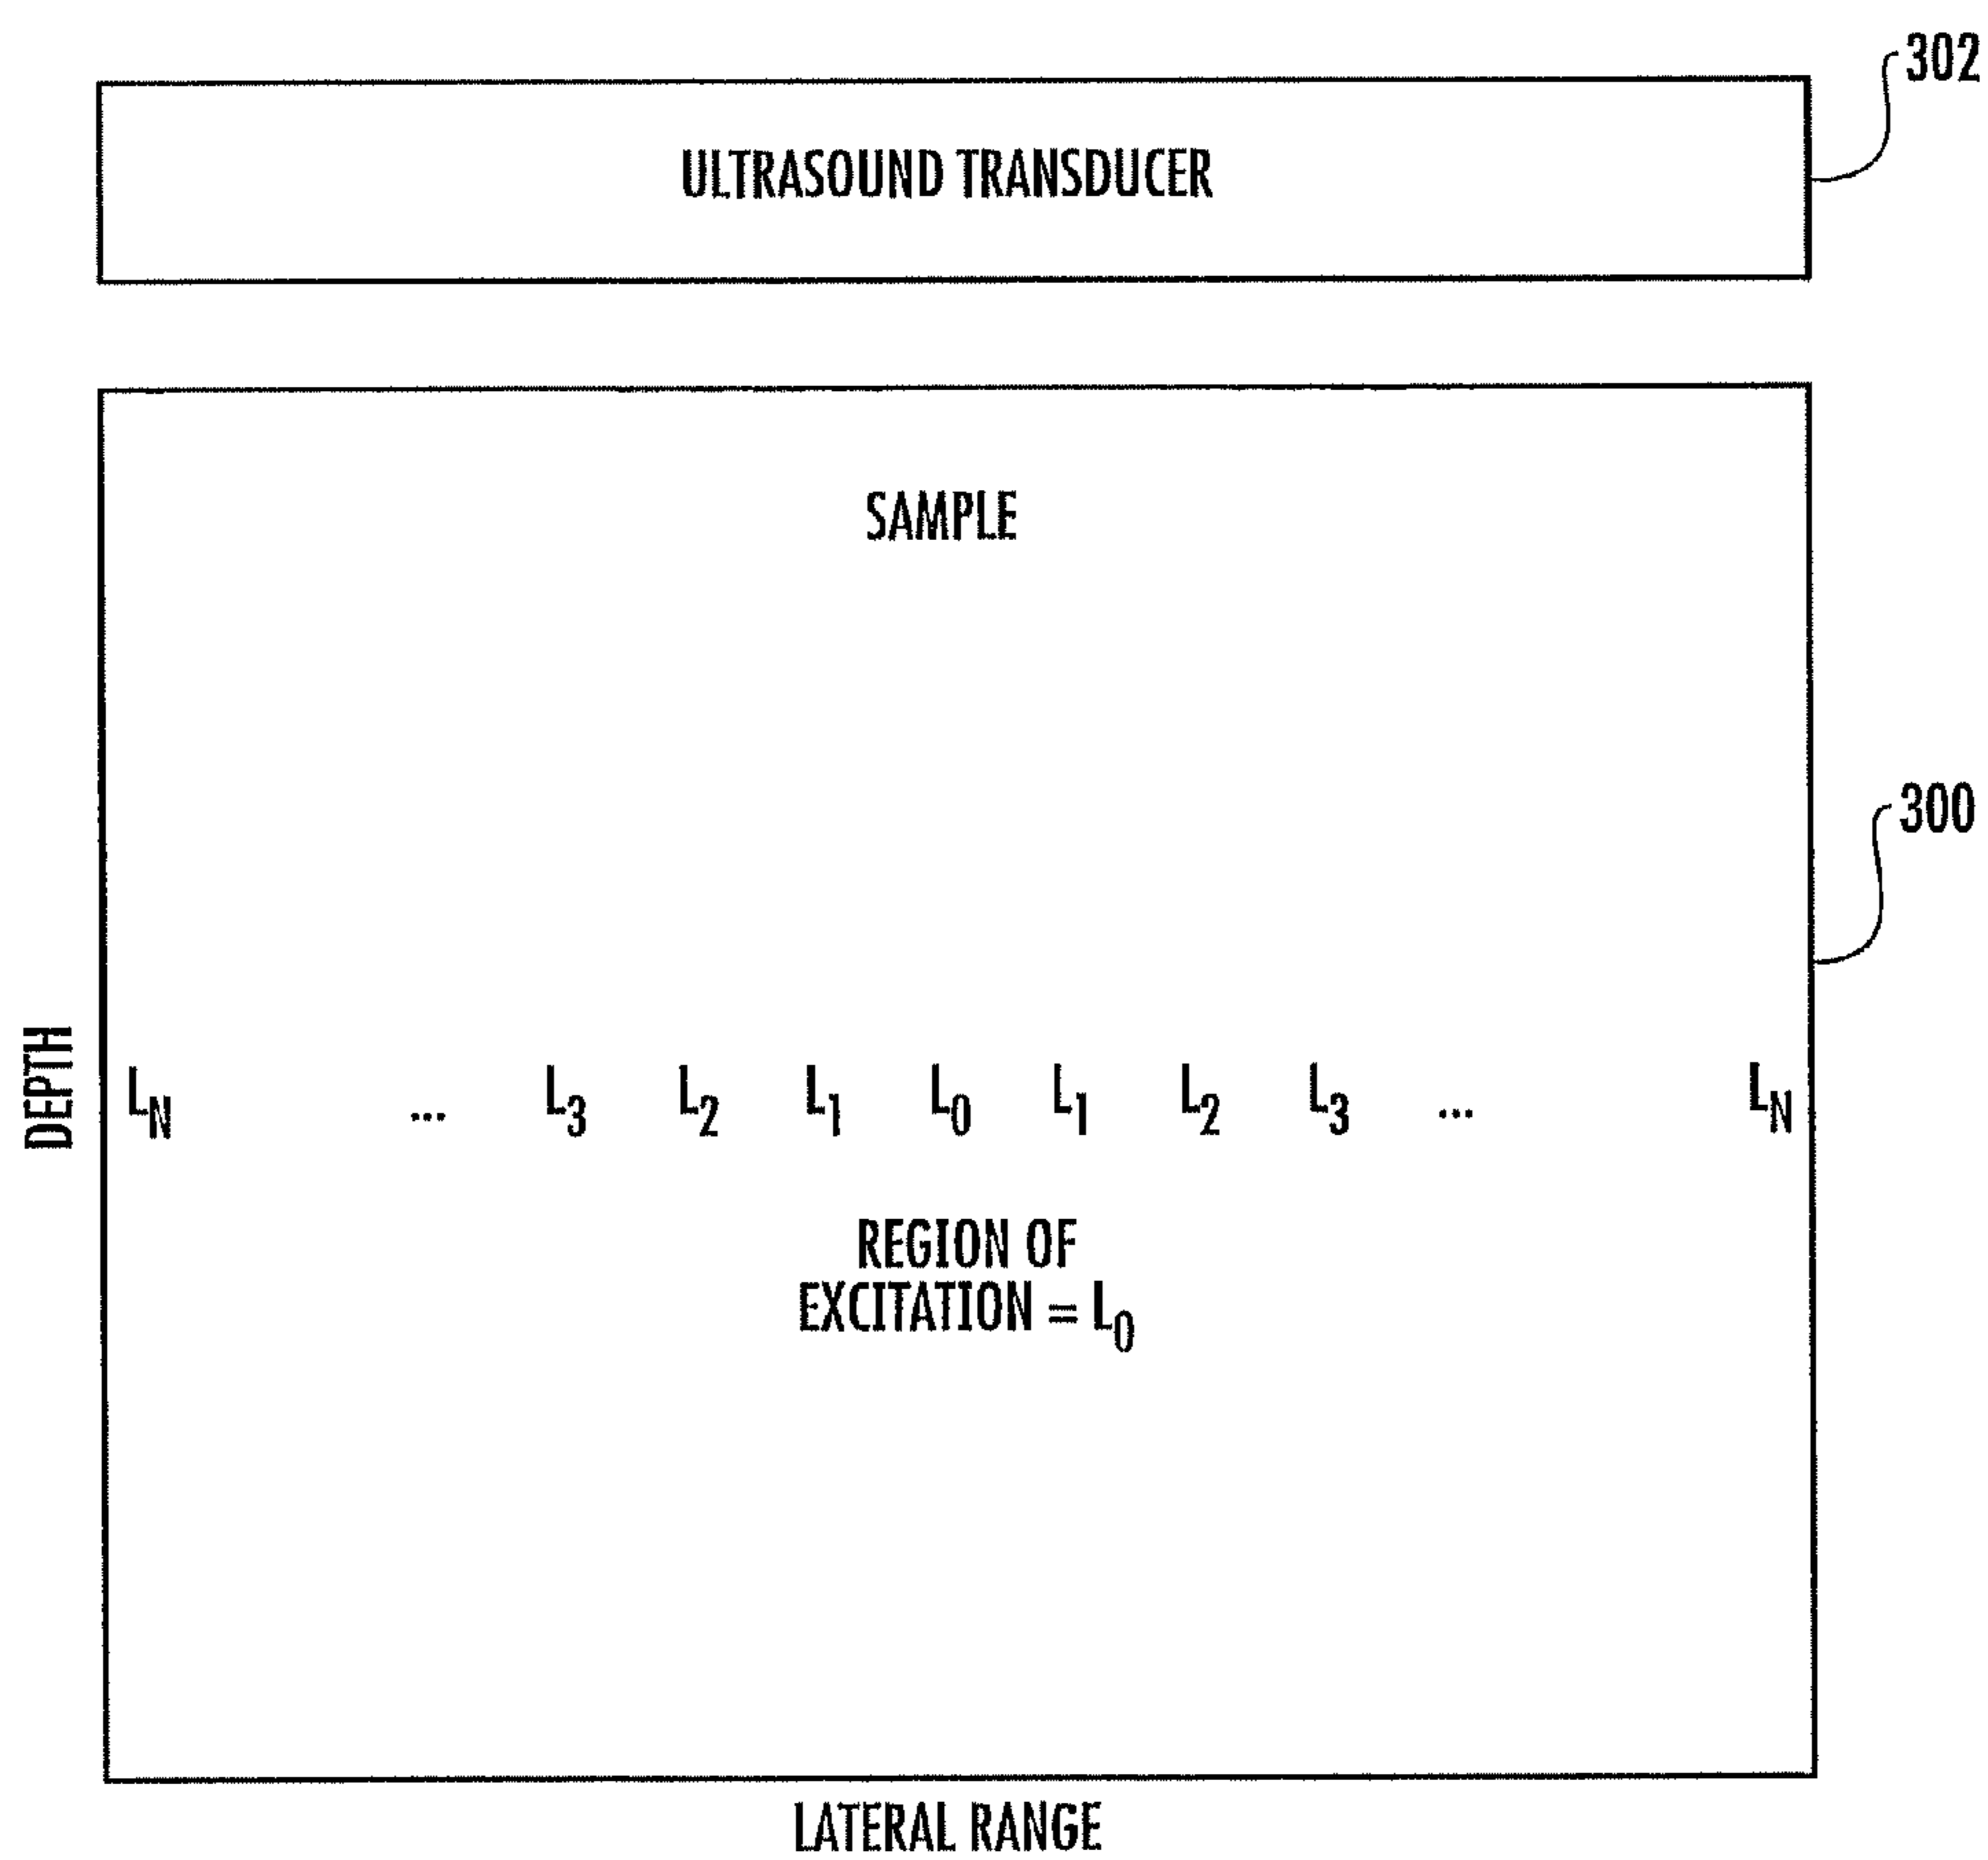 302
ULTRASOUND TRANSDUCER
SAMPLE
300
DEPTH
L_N ... L_3 L_2 L_1 L_0 L_1 L_2 L_3 ... L_N
REGION OF
EXCITATION = L_0
LATERAL RANGE